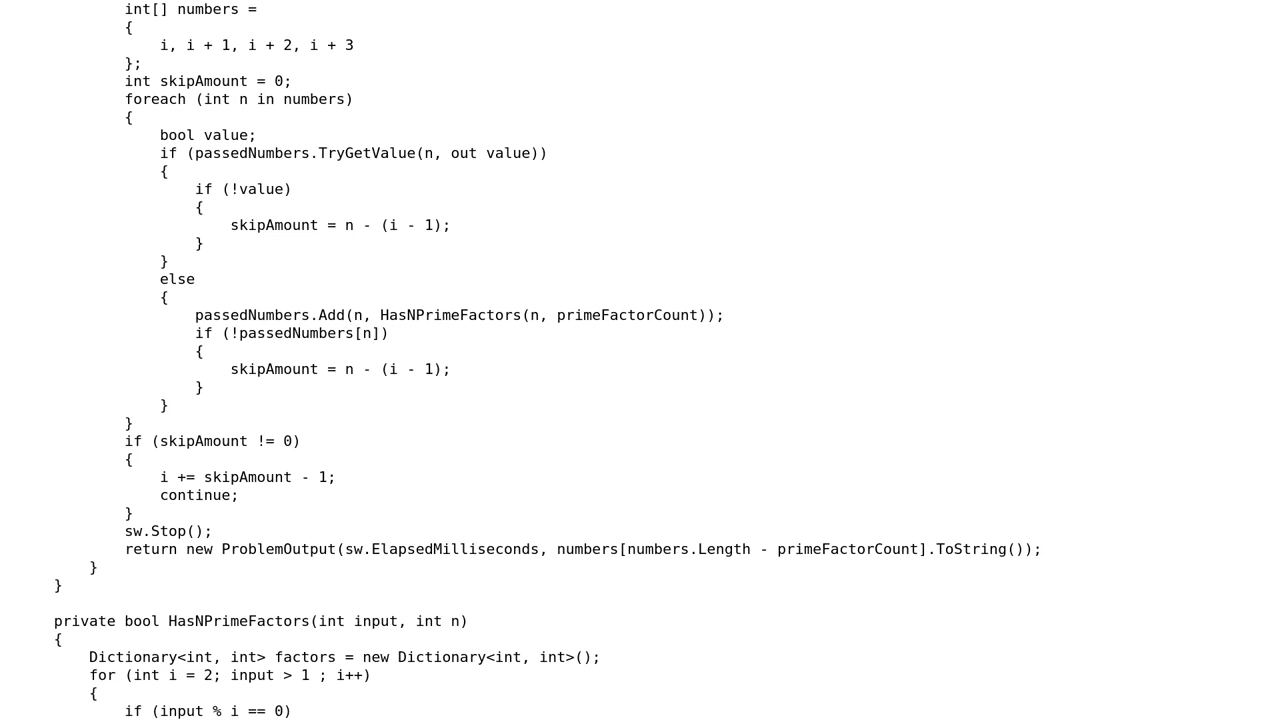 int[] numbers =
{
i, i + 1, i + 2, i + 3
};
int skipAmount = 0;
foreach (int n in numbers)
{
bool value;
if (passedNumbers.TryGetValue(n, out value))
{
if (!value)
{
skipAmount = n - (i - 1);
}
}
else
{
passedNumbers.Add(n, HasNPrimeFactors(n, primeFactorCount));
if (!passedNumbers[n])
{
skipAmount = n - (i - 1);
}
}
}
if (skipAmount != 0)
{
i += skipAmount - 1;
continue;
}
sw.Stop();
return new ProblemOutput(sw.ElapsedMilliseconds, numbers[numbers.Length - primeFactorCount].ToString());
}
}
private bool HasNPrimeFactors(int input, int n)
{
Dictionary<int, int> factors = new Dictionary<int, int>();
for (int i = 2; input > 1 ; i++)
{
if (input % i == 0)